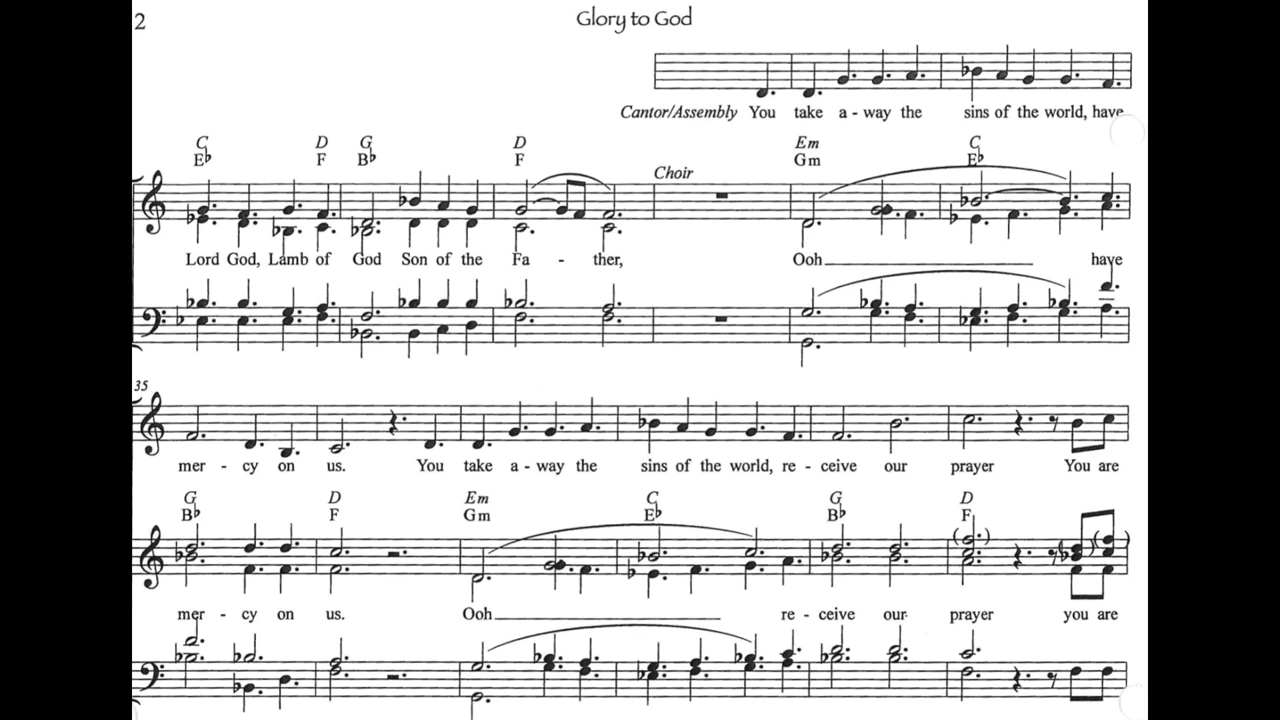 2
Glory to God
Cantor/Assembly You take a - way the sins of the world, have
C D G D Em C
E♭ F B♭ F Gm E♭
Choir
Lord God, Lamb of God Son of the Fa - ther, Ooh have
35
mer - cy on us. You take a - way the sins of the world, re - ceive our prayer You are
G D Em C G D
B♭ F Gm E♭ B♭ F
mer - cy on us. Ooh re - ceive our prayer you are